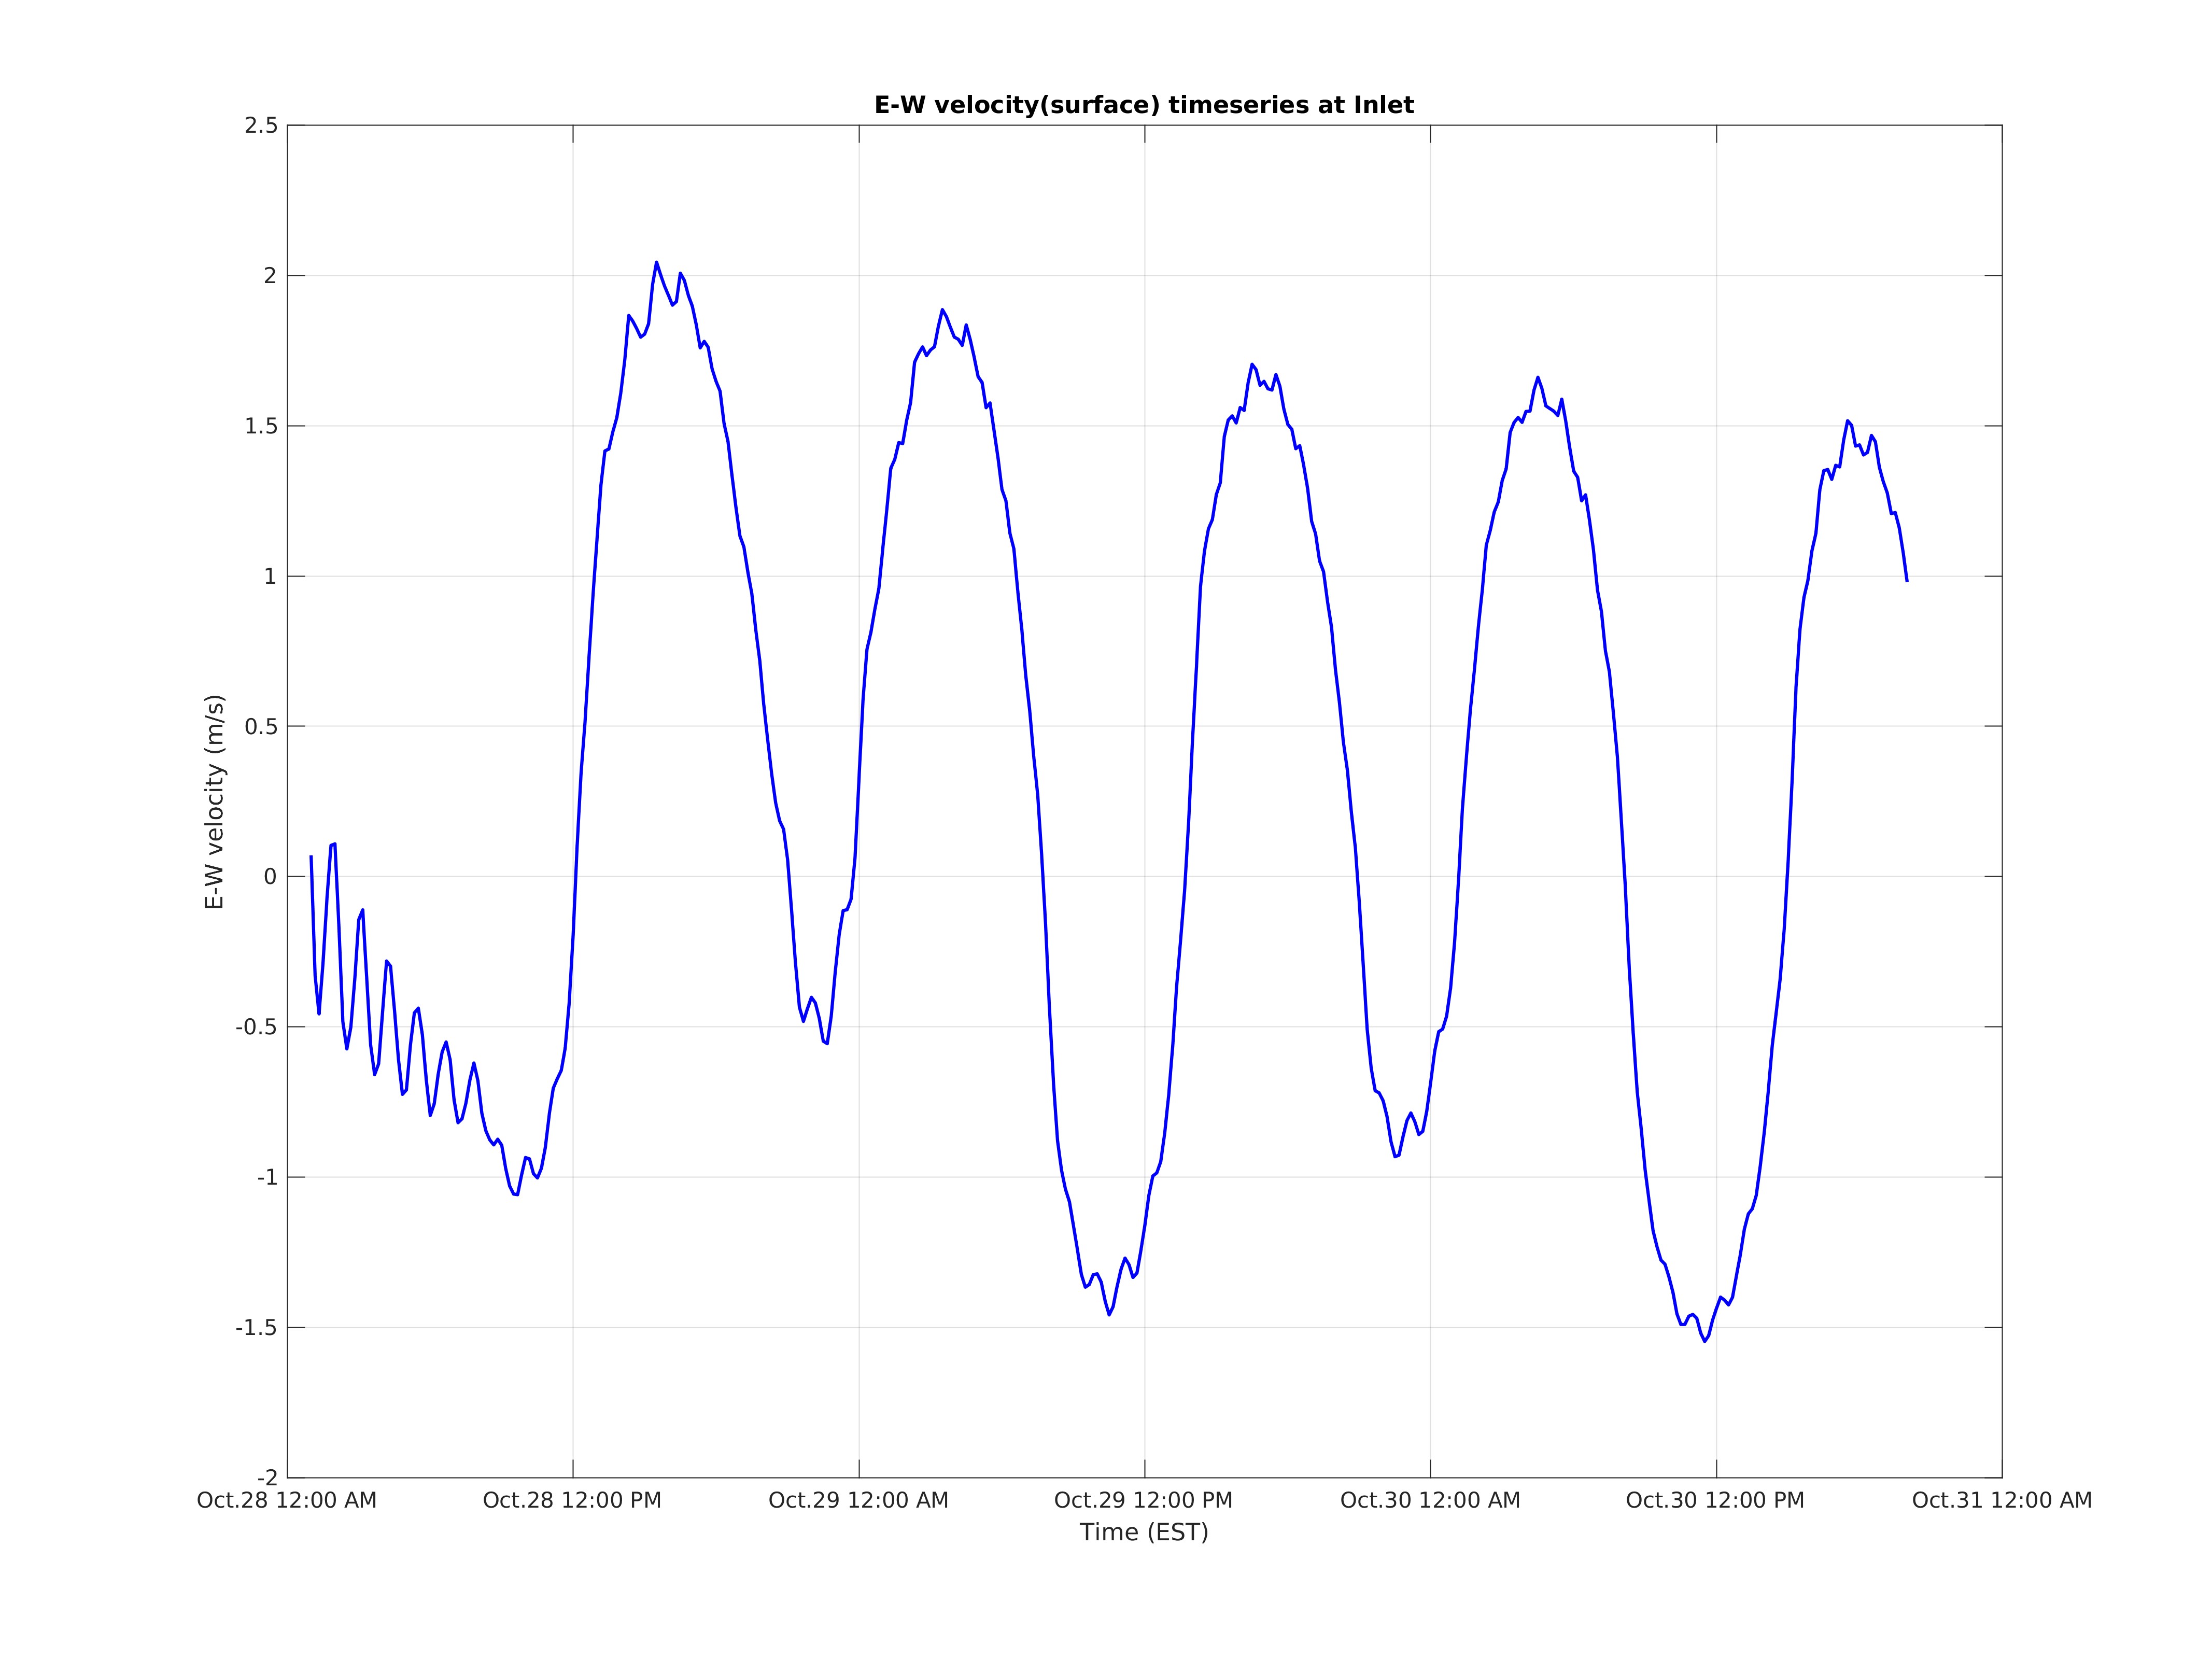 E-W velocity(surface) timeseries at Inlet
2.5
2
1.5
1
0.5
0
-0.5
-1
-1.5
-2
E-W velocity (m/s)
Oct.28 12:00 AM
Oct.28 12:00 PM
Oct.29 12:00 AM
Oct.29 12:00 PM
Oct.30 12:00 AM
Oct.30 12:00 PM
Oct.31 12:00 AM
Time (EST)